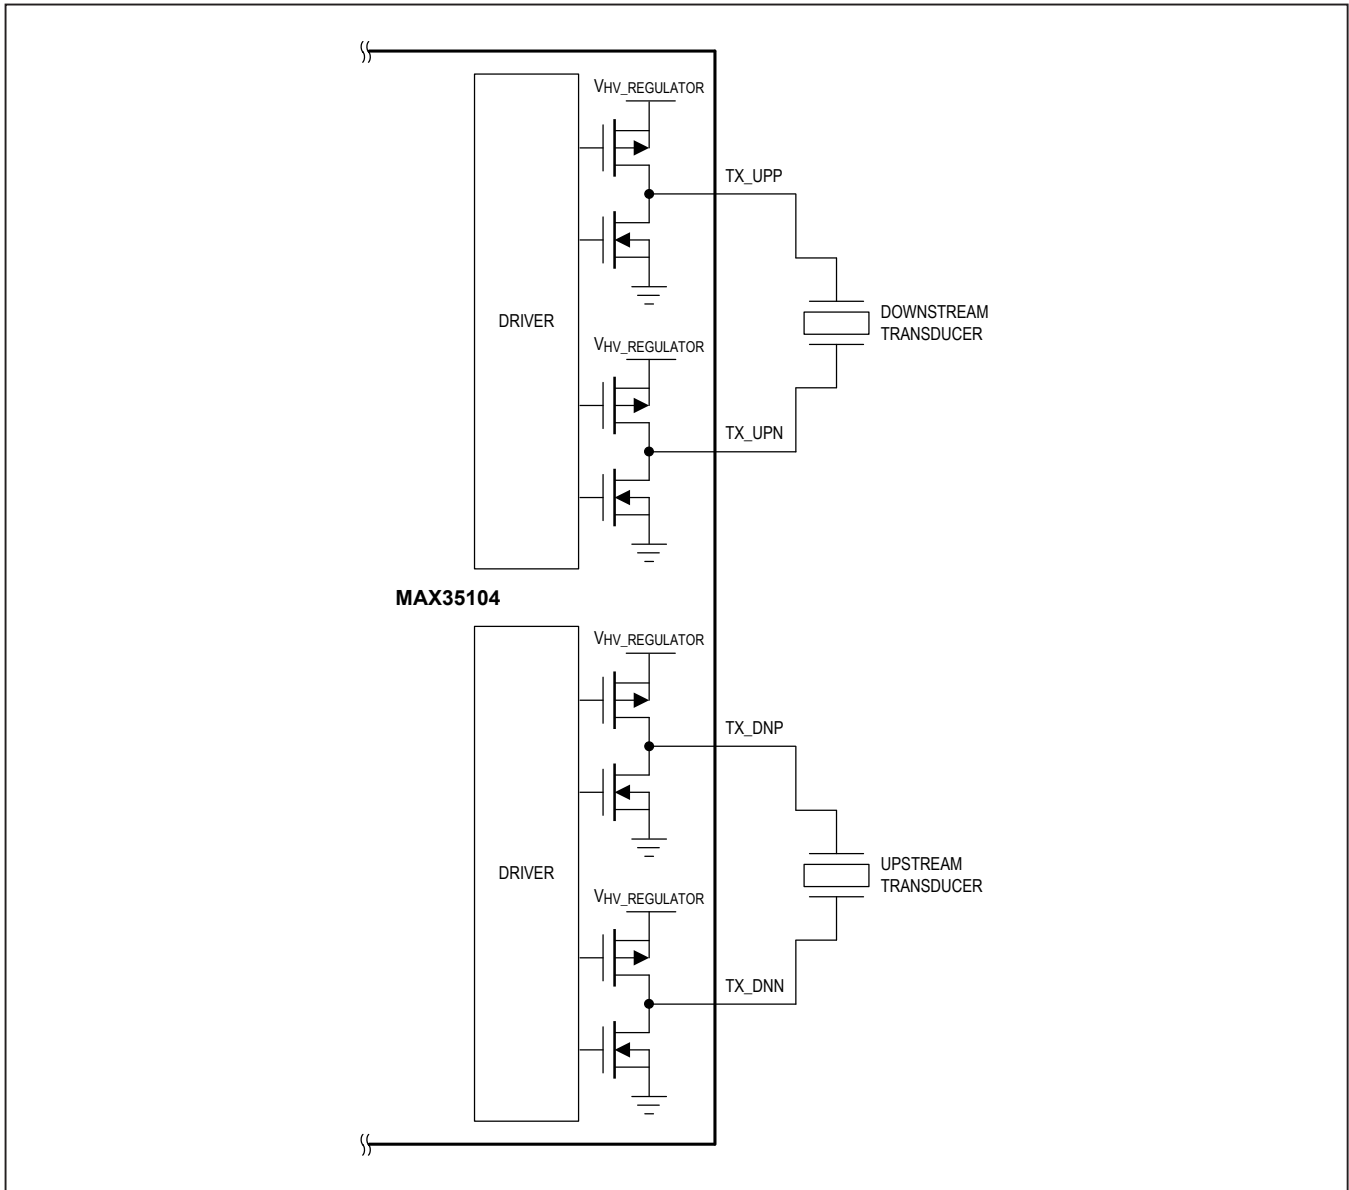 VHV_REGULATOR
TX_UPP
DOWNSTREAM
TRANSDUCER
DRIVER
VHV_REGULATOR
TX_UPN
MAX35104
VHV_REGULATOR
TX_DNP
UPSTREAM
TRANSDUCER
DRIVER
VHV_REGULATOR
TX_DNN